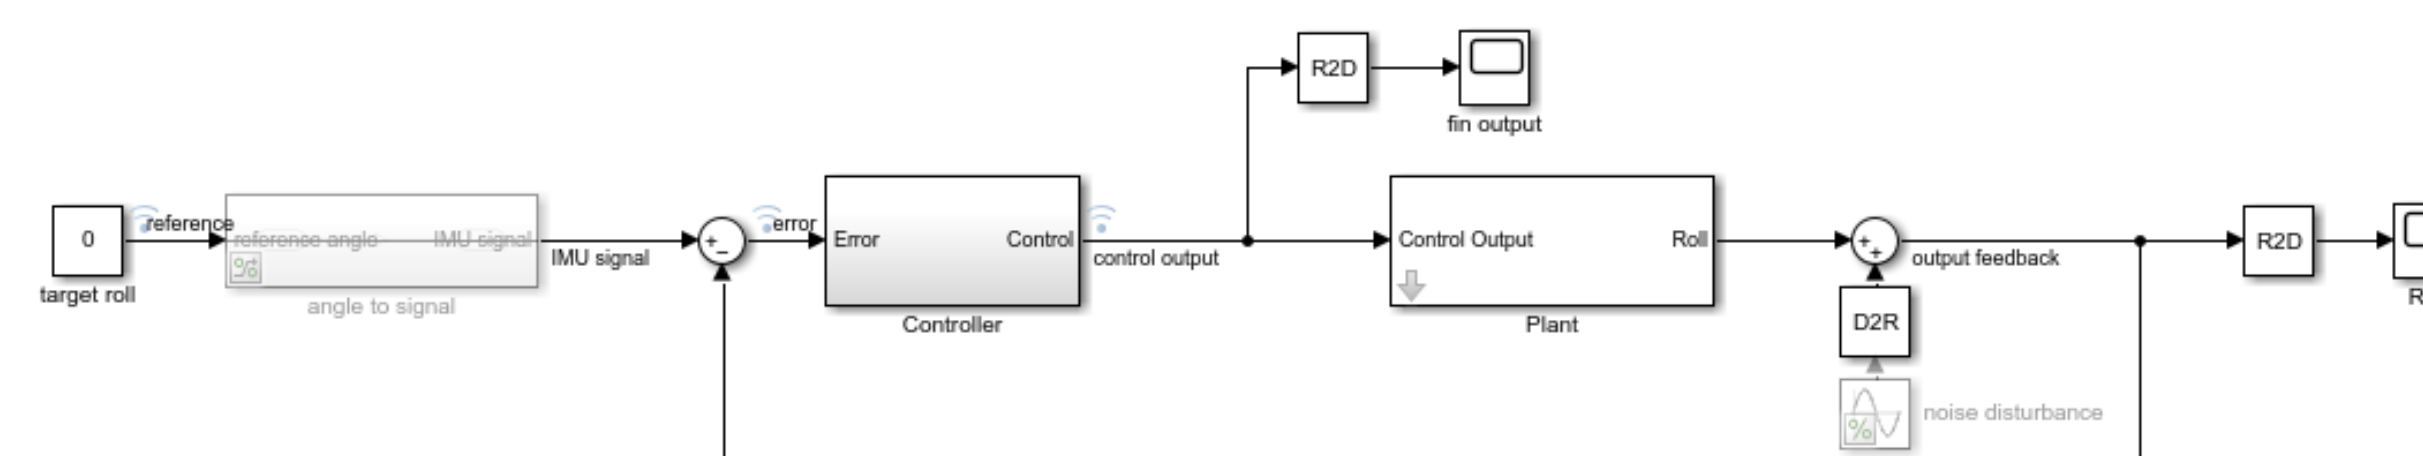 R2D
fin output
0
target roll
reference
reference angle
IMU signal
angle to signal
IMU signal
+
−
error
Error
Control
Controller
control output
Control Output
Roll
Plant
+
+
output feedback
D2R
noise disturbance
R2D
R